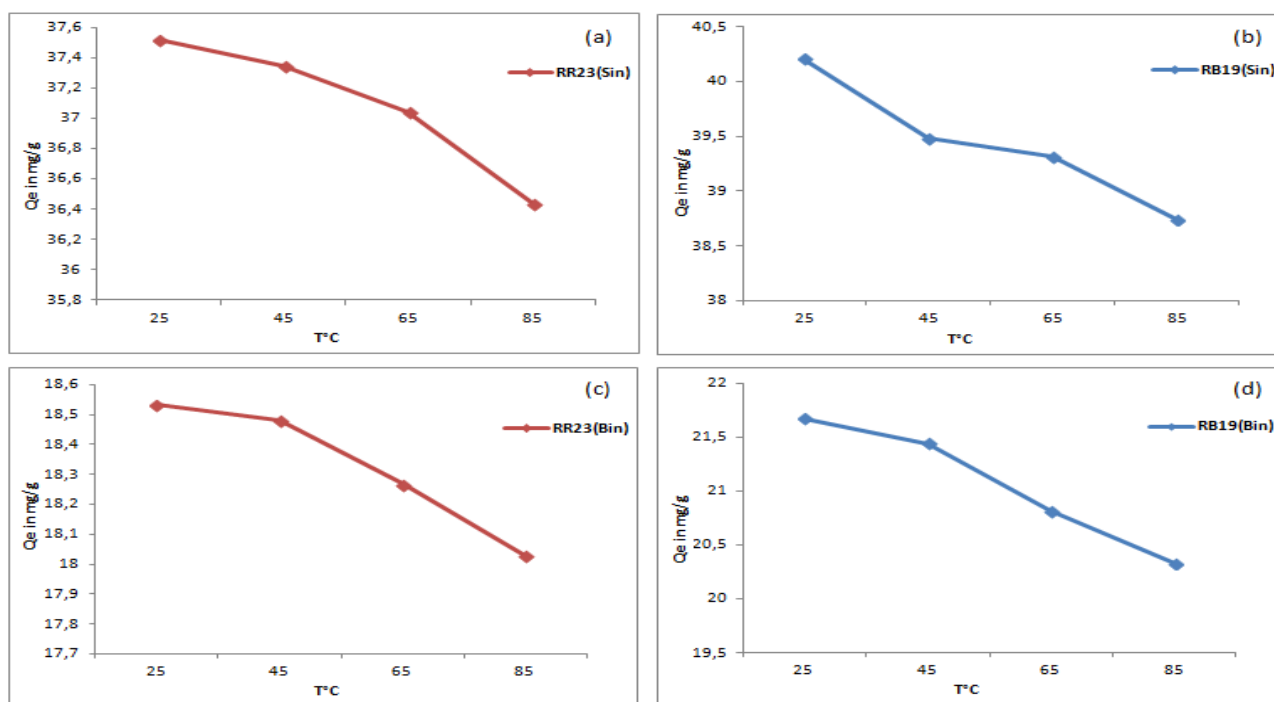 (a)
RR23(Sin)
Qe in mg/g
37,6
37,4
37,2
37
36,8
36,6
36,4
36,2
36
35,8
25 45 65 85
T°C
(b)
RB19(Sin)
Qe in mg/g
40,5
40
39,5
39
38,5
38
25 45 65 85
T°C
(c)
RR23(Bin)
Qe in mg/g
18,6
18,5
18,4
18,3
18,2
18,1
18
17,9
17,8
17,7
25 45 65 85
T°C
(d)
RB19(Bin)
Qe in mg/g
22
21,5
21
20,5
20
19,5
25 45 65 85
T°C